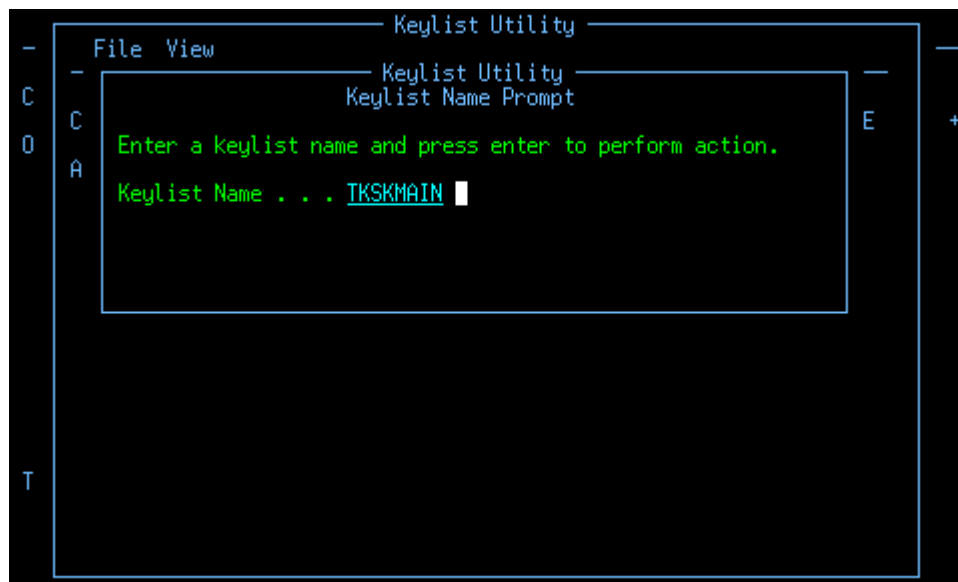 Keylist Utility
File View
Keylist Utility
Keylist Name Prompt
C
C E +
O Enter a keylist name and press enter to perform action.
A
Keylist Name . . . TKSKMAIN
T